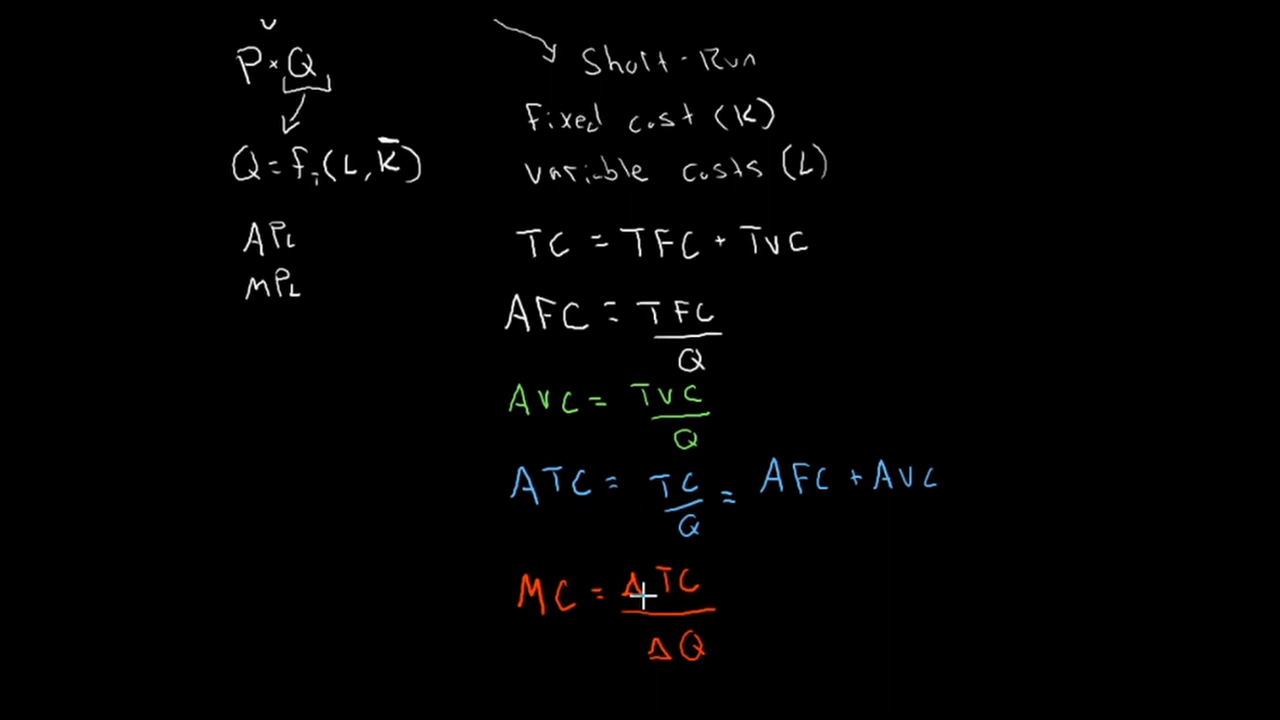 P × Q
Q = f,(L, K̄)
APL
MPL
Short-Run
Fixed cost (K)
Variable costs (L)
TC = TFC + TVC
AFC = TFC
Q
AVC = TVC
Q
ATC = TC = AFC + AVC
Q
MC = ΔTC
ΔQ